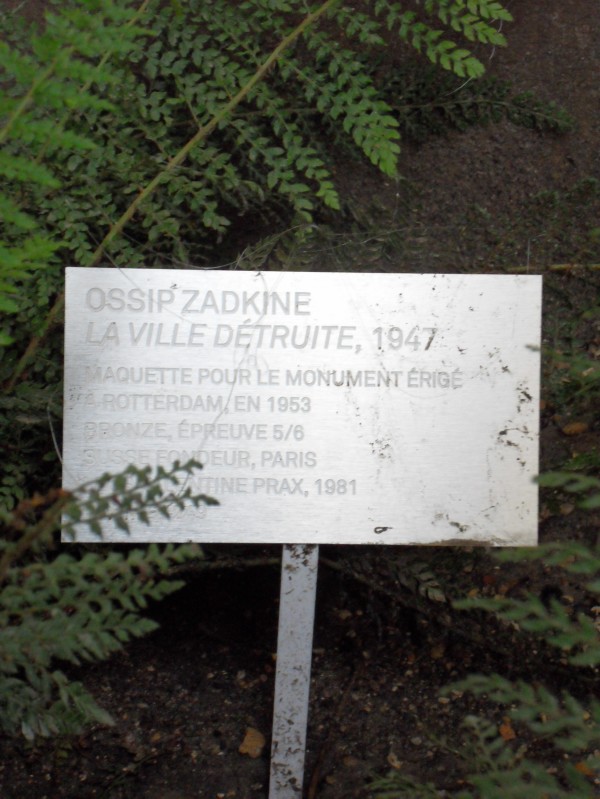 OSSIP ZADKINE
LA VILLE DÉTRUITE, 1947
MAQUETTE POUR LE MONUMENT ÉRIGÉ
À ROTTERDAM, EN 1953
BRONZE, ÉPREUVE 5/6
SUSSE FONDEUR, PARIS
PRAX, 1981